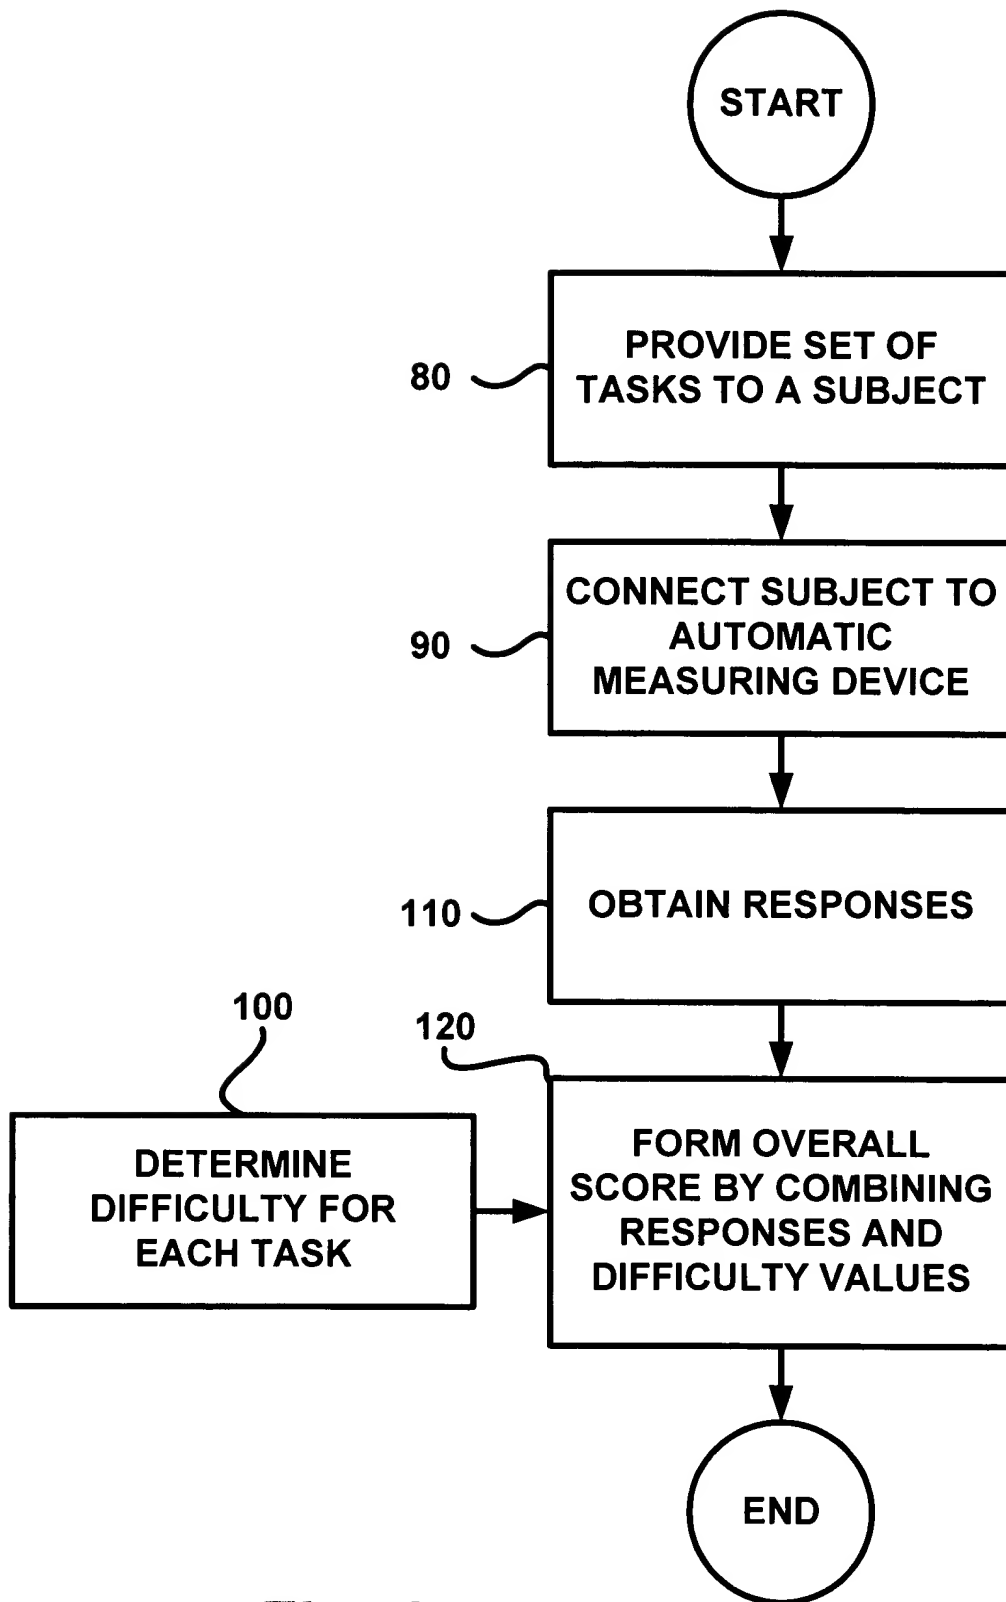 START
80
PROVIDE SET OF
TASKS TO A SUBJECT
90
CONNECT SUBJECT TO
AUTOMATIC
MEASURING DEVICE
110
OBTAIN RESPONSES
100
DETERMINE
DIFFICULTY FOR
EACH TASK
120
FORM OVERALL
SCORE BY COMBINING
RESPONSES AND
DIFFICULTY VALUES
END